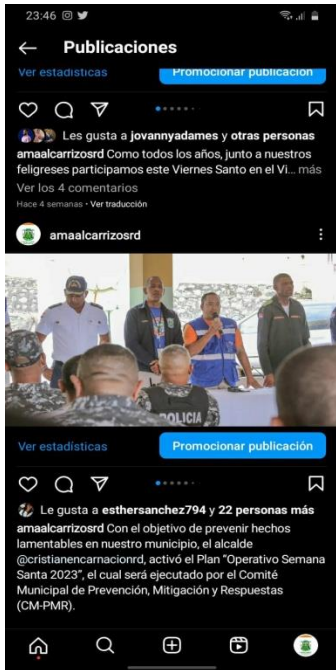 23:46
Publicaciones
Ver estadísticas
Promocionar publicación
Les gusta a jovannyadames y otras personas
amaalcarrizosrd Como todos los años, junto a nuestros
feligreses participamos este Viernes Santo en el Vi... más
Ver los 4 comentarios
Hace 4 semanas • Ver traducción
amaalcarrizosrd
POLICIA
Ver estadísticas
Promocionar publicación
Le gusta a esthersanchez794 y 22 personas más
amaalcarrizosrd Con el objetivo de prevenir hechos
lamentables en nuestro municipio, el alcalde
@cristianencarnacionrd, activó el Plan "Operativo Semana
Santa 2023", el cual será ejecutado por el Comité
Municipal de Prevención, Mitigación y Respuestas
(CM-PMR).